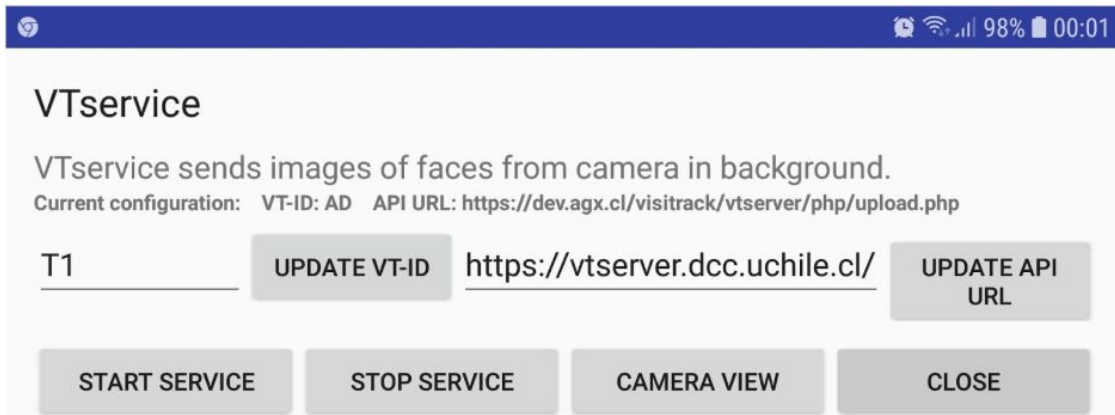 98% 00:01
VTservice
VTservice sends images of faces from camera in background.
Current configuration: VT-ID: AD API URL: https://dev.agx.cl/visitrack/vtserver/php/upload.php
T1 UPDATE VT-ID https://vtserver.dcc.uchile.cl/ UPDATE API
URL
START SERVICE STOP SERVICE CAMERA VIEW CLOSE